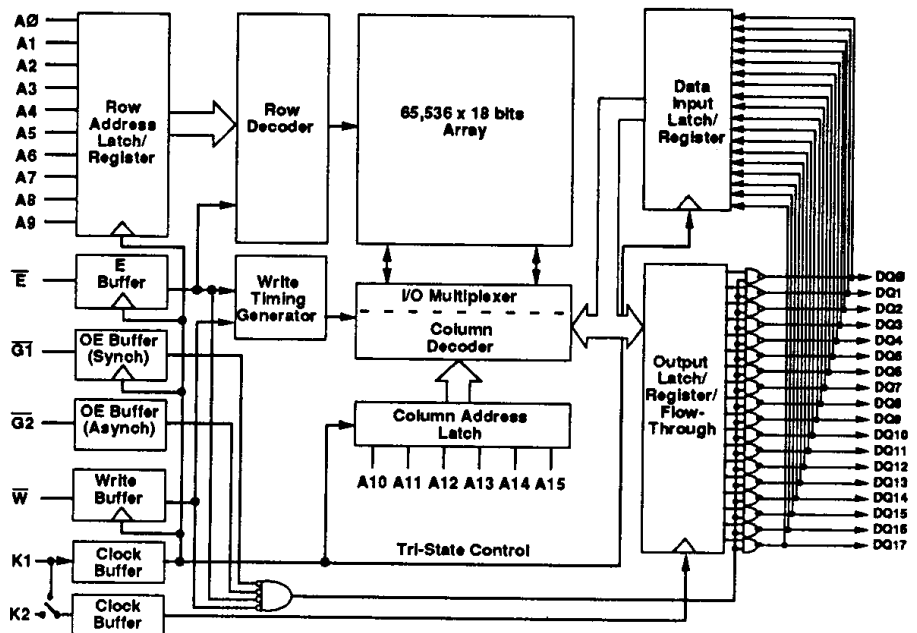 AØ
A1
A2
A3
A4
A5
A6
A7
A8
A9
Row
Address
Latch/
Register
Row
Decoder
65,536 x 18 bits
Array
Data
Input
Latch/
Register
E
E
Buffer
Write
Timing
Generator
I/O Multiplexer
Column
Decoder
G1
OE Buffer
(Synch)
G2
OE Buffer
(Asynch)
Column Address
Latch
A10 A11 A12 A13 A14 A15
Output
Latch/
Register/
Flow-
Through
W
Write
Buffer
K1
Clock
Buffer
Tri-State Control
K2
Clock
Buffer
DQØ
DQ1
DQ2
DQ3
DQ4
DQ5
DQ6
DQ7
DQ8
DQ9
DQ10
DQ11
DQ12
DQ13
DQ14
DQ15
DQ16
DQ17